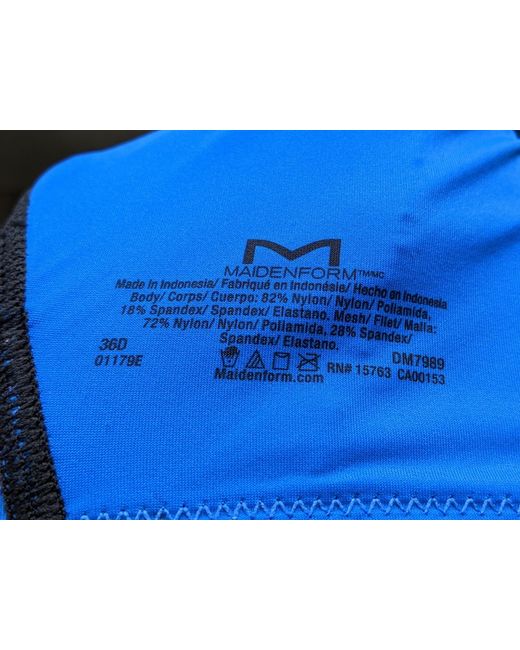 MAIDENFORM™/MC
Made in Indonesia/ Fabriqué en Indonésie/ Hecho en Indonesia
Body/ Corps/ Cuerpo: 82% Nylon/ Nylon/ Poliamida,
18% Spandex/ Spandex/ Elastano. Mesh/ Filet/ Malla:
72% Nylon/ Nylon/ Poliamida, 28% Spandex/
Spandex/ Elastano.
36D
01179E
DM7989
RN# 15763 CA00153
Maidenform.com